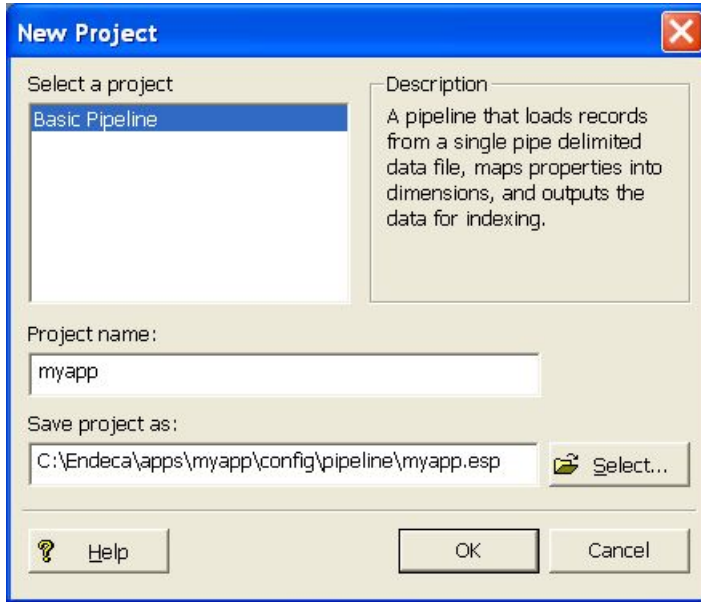 New Project
Select a project
Basic Pipeline
Description
A pipeline that loads records
from a single pipe delimited
data file, maps properties into
dimensions, and outputs the
data for indexing.
Project name:
myapp
Save project as:
C:\Endeca\apps\myapp\config\pipeline\myapp.esp
Select...
Help
OK
Cancel